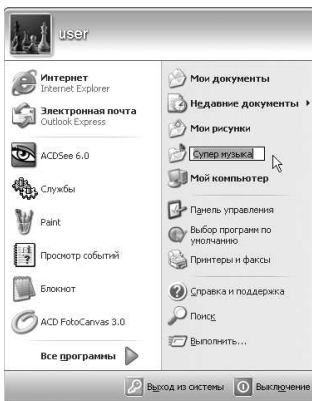 user
Интернет
Internet Explorer
Электронная почта
Outlook Express
ACDSee 6.0
Службы
Paint
Просмотр событий
Блокнот
ACD FotoCanvas 3.0
Все программы
Мои документы
Недавние документы
Мои рисунки
Супер музыка
Мой компьютер
Панель управления
Выбор программ по
умолчанию
Принтеры и факсы
Справка и поддержка
Поиск
Выполнить...
Выход из системы
Выключение